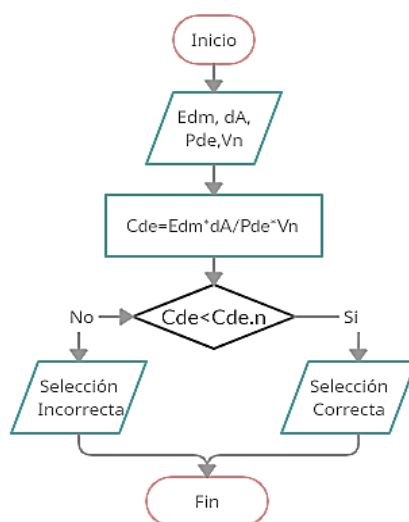 Inicio
Edm, dA,
Pde,Vn
Cde=Edm*dA/Pde*Vn
No
Cde<Cde.n
Si
Selección
Incorrecta
Selección
Correcta
Fin